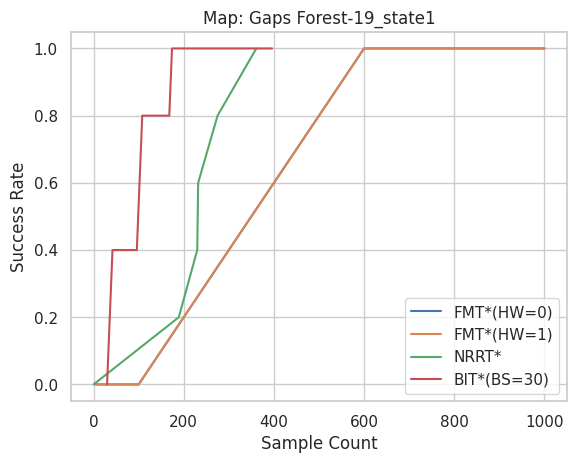 Map: Gaps Forest-19_state1
Success Rate
1.0
0.8
0.6
0.4
0.2
0.0
0 200 400 600 800 1000
Sample Count
FMT*(HW=0)
FMT*(HW=1)
NRRT*
BIT*(BS=30)